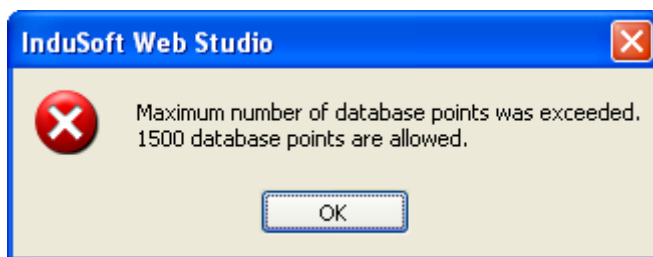 InduSoft Web Studio
Maximum number of database points was exceeded.
1500 database points are allowed.
OK